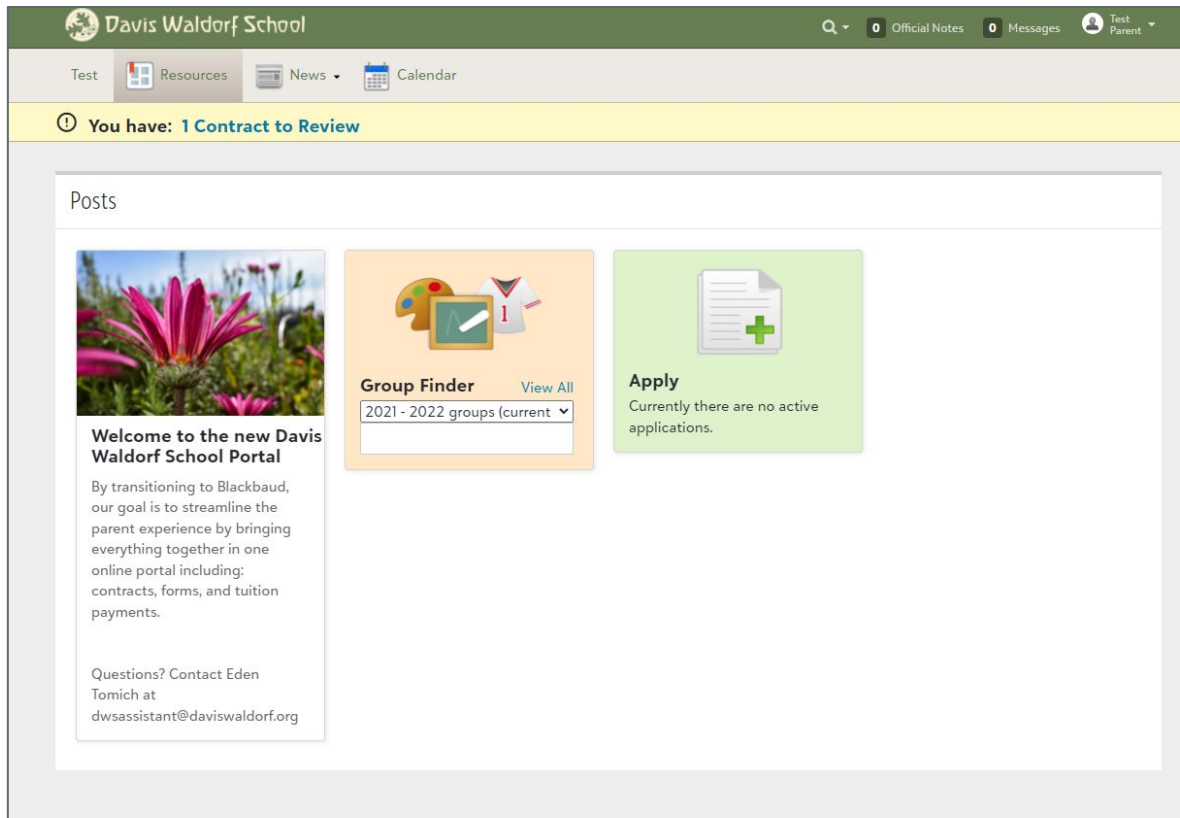 Davis Waldorf School
0 Official Notes 0 Messages Test Parent
Test Resources News Calendar
You have: 1 Contract to Review
Posts
Welcome to the new Davis
Waldorf School Portal
By transitioning to Blackbaud,
our goal is to streamline the
parent experience by bringing
everything together in one
online portal including:
contracts, forms, and tuition
payments.
Questions? Contact Eden
Tomich at
dwsassistant@daviswaldorf.org
1
Group Finder View All
2021 - 2022 groups (current
Apply
Currently there are no active
applications.